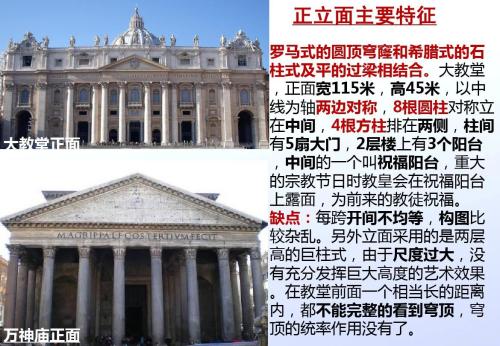 正立面主要特征
罗马式的圆顶穹窿和希腊式的石
柱式及平的过梁相结合。大教堂
，正面宽115米，高45米，以中
线为轴两边对称，8根圆柱对称立
在中间，4根方柱排在两侧，柱间
有5扇大门，2层楼上有3个阳台
，中间的一个叫祝福阳台，重大
的宗教节日时教皇会在祝福阳台
上露面，为前来的教徒祝福。
缺点：每跨开间不均等，构图比
较杂乱。另外立面采用的是两层
高的巨柱式，由于尺度过大，没
有充分发挥巨大高度的艺术效果
。在教堂前面一个相当长的距离
内，都不能完整的看到穹顶，穹
顶的统率作用没有了。
大教堂正面
M·AGRIPPA·L·F·COS·TERTIVM·FECIT
万神庙正面